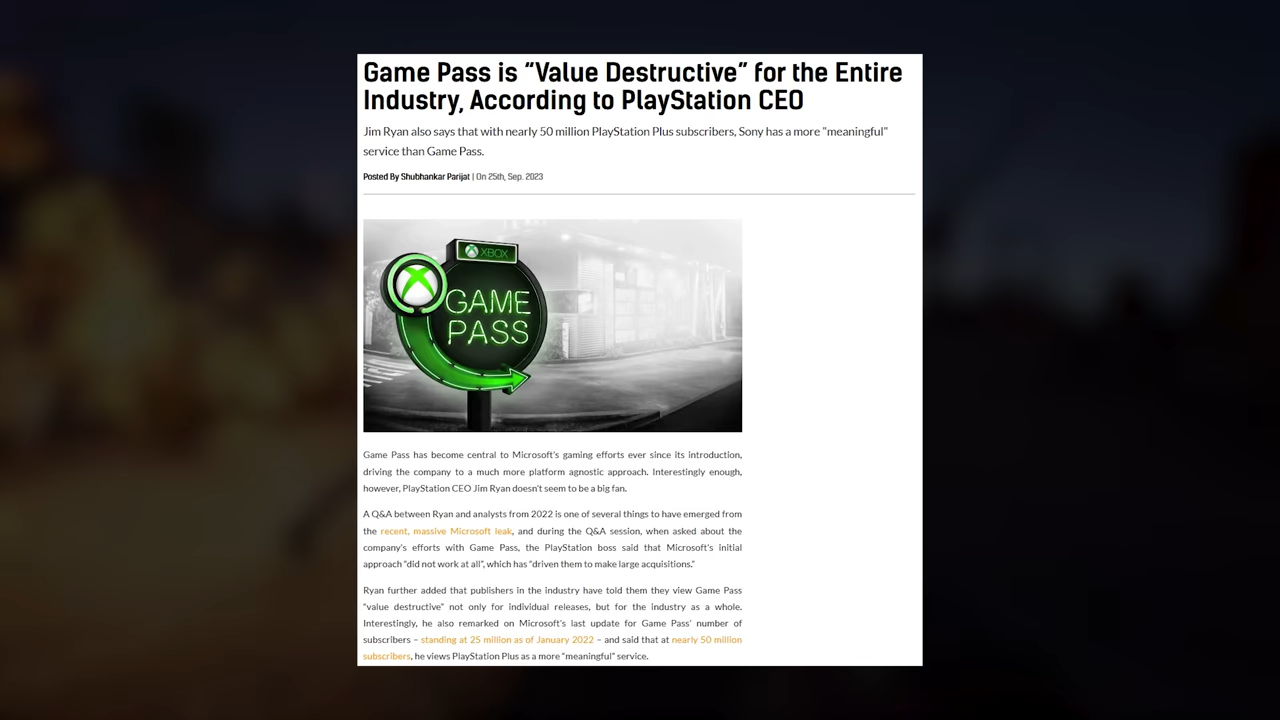 Game Pass is “Value Destructive” for the Entire
Industry, According to PlayStation CEO
Jim Ryan also says that with nearly 50 million PlayStation Plus subscribers, Sony has a more "meaningful"
service than Game Pass.
Posted By Shubhankar Parijat | On 25th, Sep. 2023
XBOX
GAME
PASS
Game Pass has become central to Microsoft's gaming efforts ever since its introduction,
driving the company to a much more platform agnostic approach. Interestingly enough,
however, PlayStation CEO Jim Ryan doesn't seem to be a big fan.
A Q&A between Ryan and analysts from 2022 is one of several things to have emerged from
the recent, massive Microsoft leak, and during the Q&A session, when asked about the
company's efforts with Game Pass, the PlayStation boss said that Microsoft's initial
approach “did not work at all”, which has “driven them to make large acquisitions.”
Ryan further added that publishers in the industry have told them they view Game Pass
“value destructive” not only for individual releases, but for the industry as a whole.
Interestingly, he also remarked on Microsoft's last update for Game Pass' number of
subscribers – standing at 25 million as of January 2022 – and said that at nearly 50 million
subscribers, he views PlayStation Plus as a more “meaningful” service.